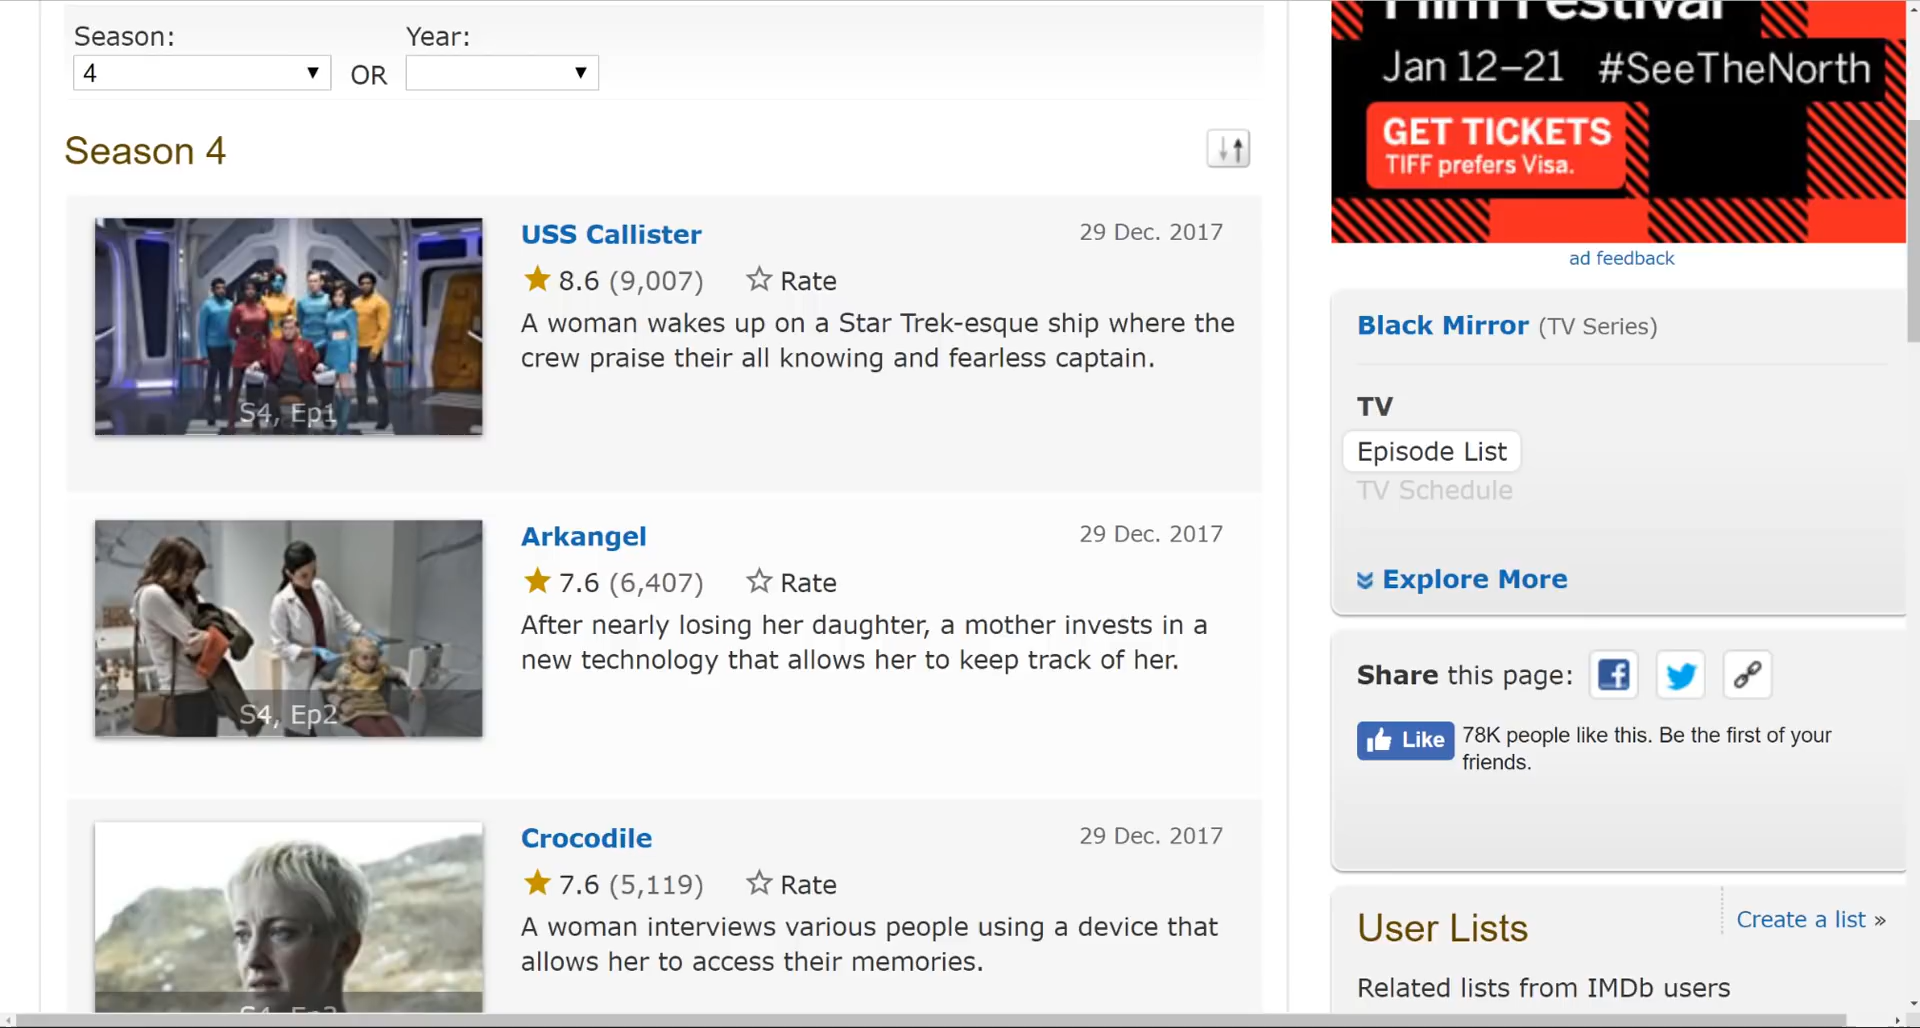 Film Festival
Season:
Year:
4
OR
Jan 12–21 #SeeTheNorth
GET TICKETS
TIFF prefers Visa.
ad feedback
Season 4
USS Callister
29 Dec. 2017
8.6 (9,007) Rate
A woman wakes up on a Star Trek-esque ship where the
crew praise their all knowing and fearless captain.
S4, Ep1
Arkangel
29 Dec. 2017
7.6 (6,407) Rate
After nearly losing her daughter, a mother invests in a
new technology that allows her to keep track of her.
S4, Ep2
Crocodile
29 Dec. 2017
7.6 (5,119) Rate
A woman interviews various people using a device that
allows her to access their memories.
S4, Ep3
Black Mirror (TV Series)
TV
Episode List
TV Schedule
Explore More
Share this page:
Like
78K people like this. Be the first of your
friends.
User Lists
Create a list »
Related lists from IMDb users